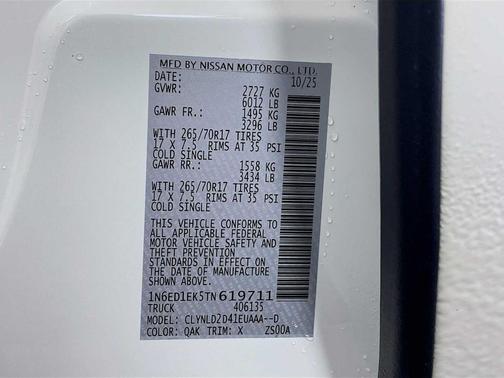 MFD BY NISSAN MOTOR CO., LTD.
DATE: 10/25
GVWR: 2727 KG
6012 LB
GAWR FR.: 1495 KG
3296 LB
WITH 265/70R17 TIRES
17 X 7.5 RIMS AT 35 PSI
COLD SINGLE
GAWR RR.: 1558 KG
3434 LB
WITH 265/70R17 TIRES
17 X 7.5 RIMS AT 35 PSI
COLD SINGLE
THIS VEHICLE CONFORMS TO
ALL APPLICABLE FEDERAL
MOTOR VEHICLE SAFETY AND
THEFT PREVENTION
STANDARDS IN EFFECT ON
THE DATE OF MANUFACTURE
SHOWN ABOVE.
1N6ED1EK5TN619711
TRUCK 406135
MODEL: CLYNLD2D41EUAAA--D
COLOR: QAK TRIM: X ZS00A